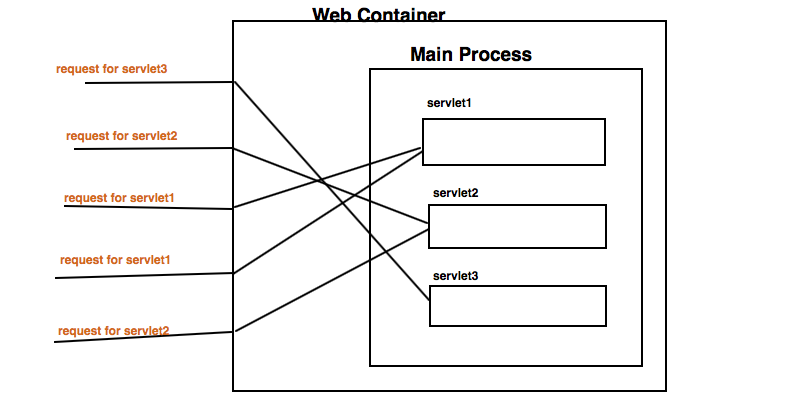 Web Container
Main Process
request for servlet3
servlet1
request for servlet2
servlet2
request for servlet1
request for servlet1
servlet3
request for servlet2